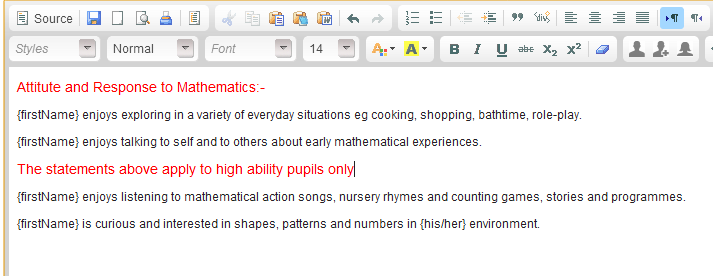 Source
Styles Normal Font 14 A A B I U abc X₂ X²
Attitute and Response to Mathematics:-
{firstName} enjoys exploring in a variety of everyday situations eg cooking, shopping, bathtime, role-play.
{firstName} enjoys talking to self and to others about early mathematical experiences.
The statements above apply to high ability pupils only
{firstName} enjoys listening to mathematical action songs, nursery rhymes and counting games, stories and programmes.
{firstName} is curious and interested in shapes, patterns and numbers in {his/her} environment.